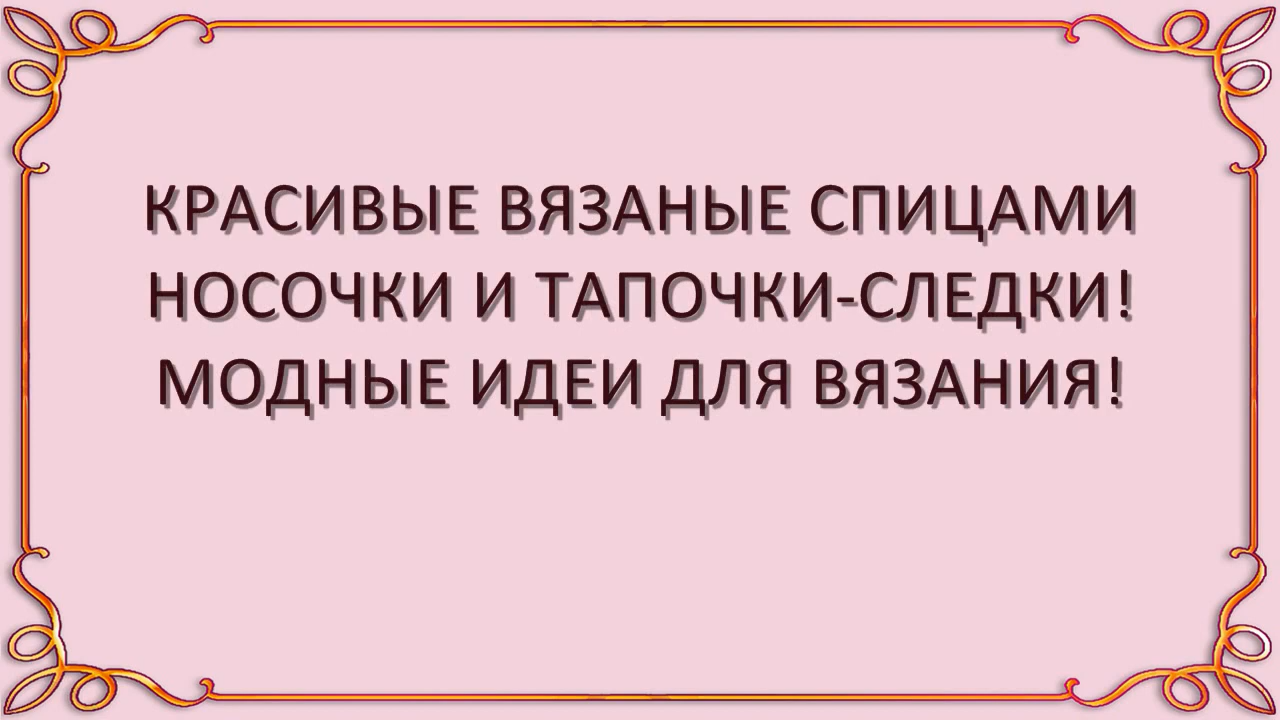 КРАСИВЫЕ ВЯЗАНЫЕ СПИЦАМИ
НОСОЧКИ И ТАПОЧКИ-СЛЕДКИ!
МОДНЫЕ ИДЕИ ДЛЯ ВЯЗАНИЯ!